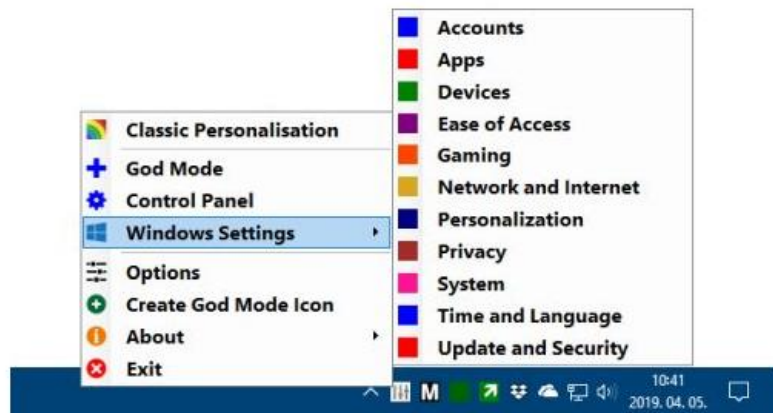 Classic Personalisation
God Mode
Control Panel
Windows Settings
Options
Create God Mode Icon
About
Exit
Accounts
Apps
Devices
Ease of Access
Gaming
Network and Internet
Personalization
Privacy
System
Time and Language
Update and Security
M
10:41
2019. 04. 05.